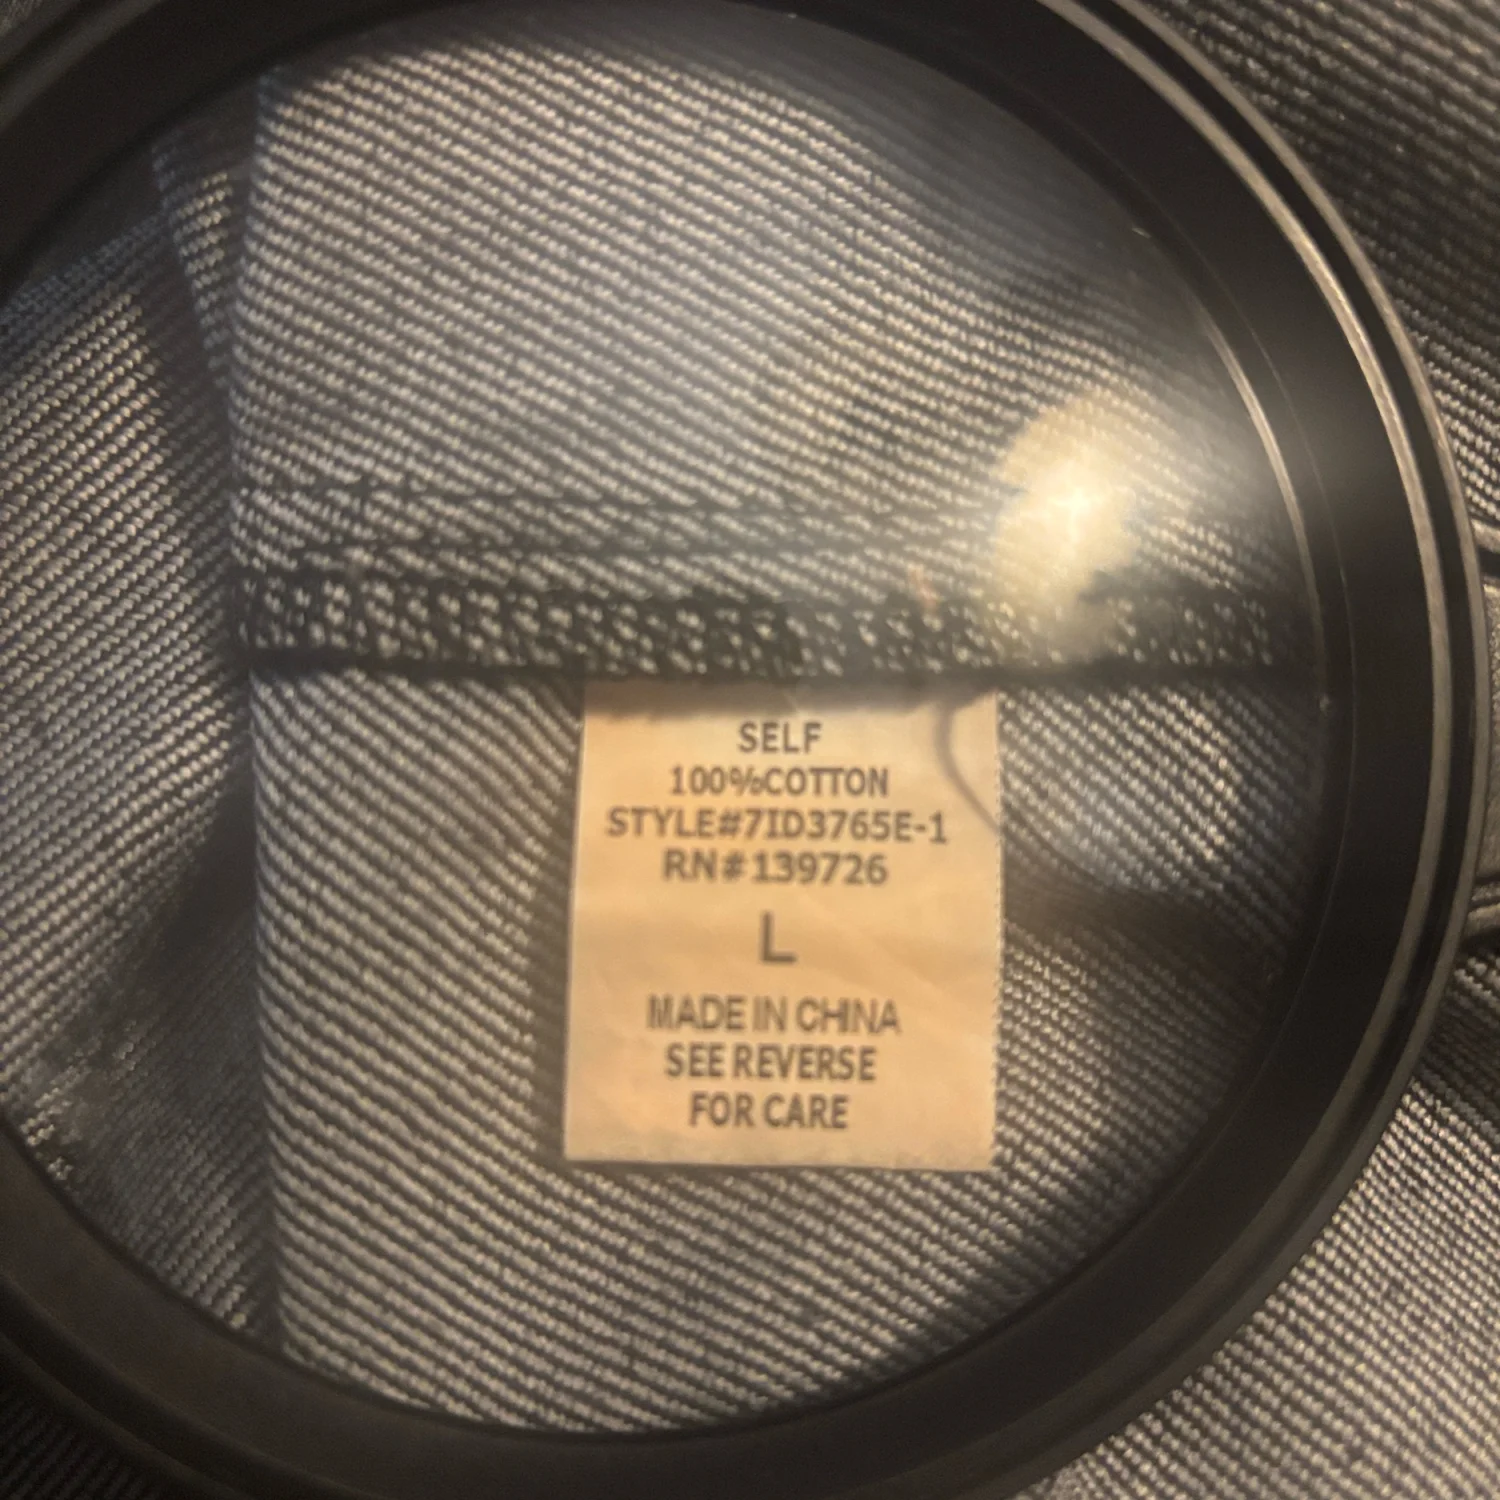 SELF
100%COTTON
STYLE#7ID3765E-1
RN#139726
L
MADE IN CHINA
SEE REVERSE
FOR CARE